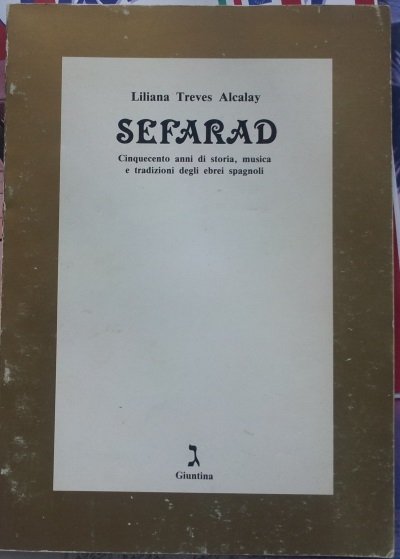 Liliana Treves Alcalay
SEFARAD
Cinquecento anni di storia, musica
e tradizioni degli ebrei spagnoli
ג
Giuntina